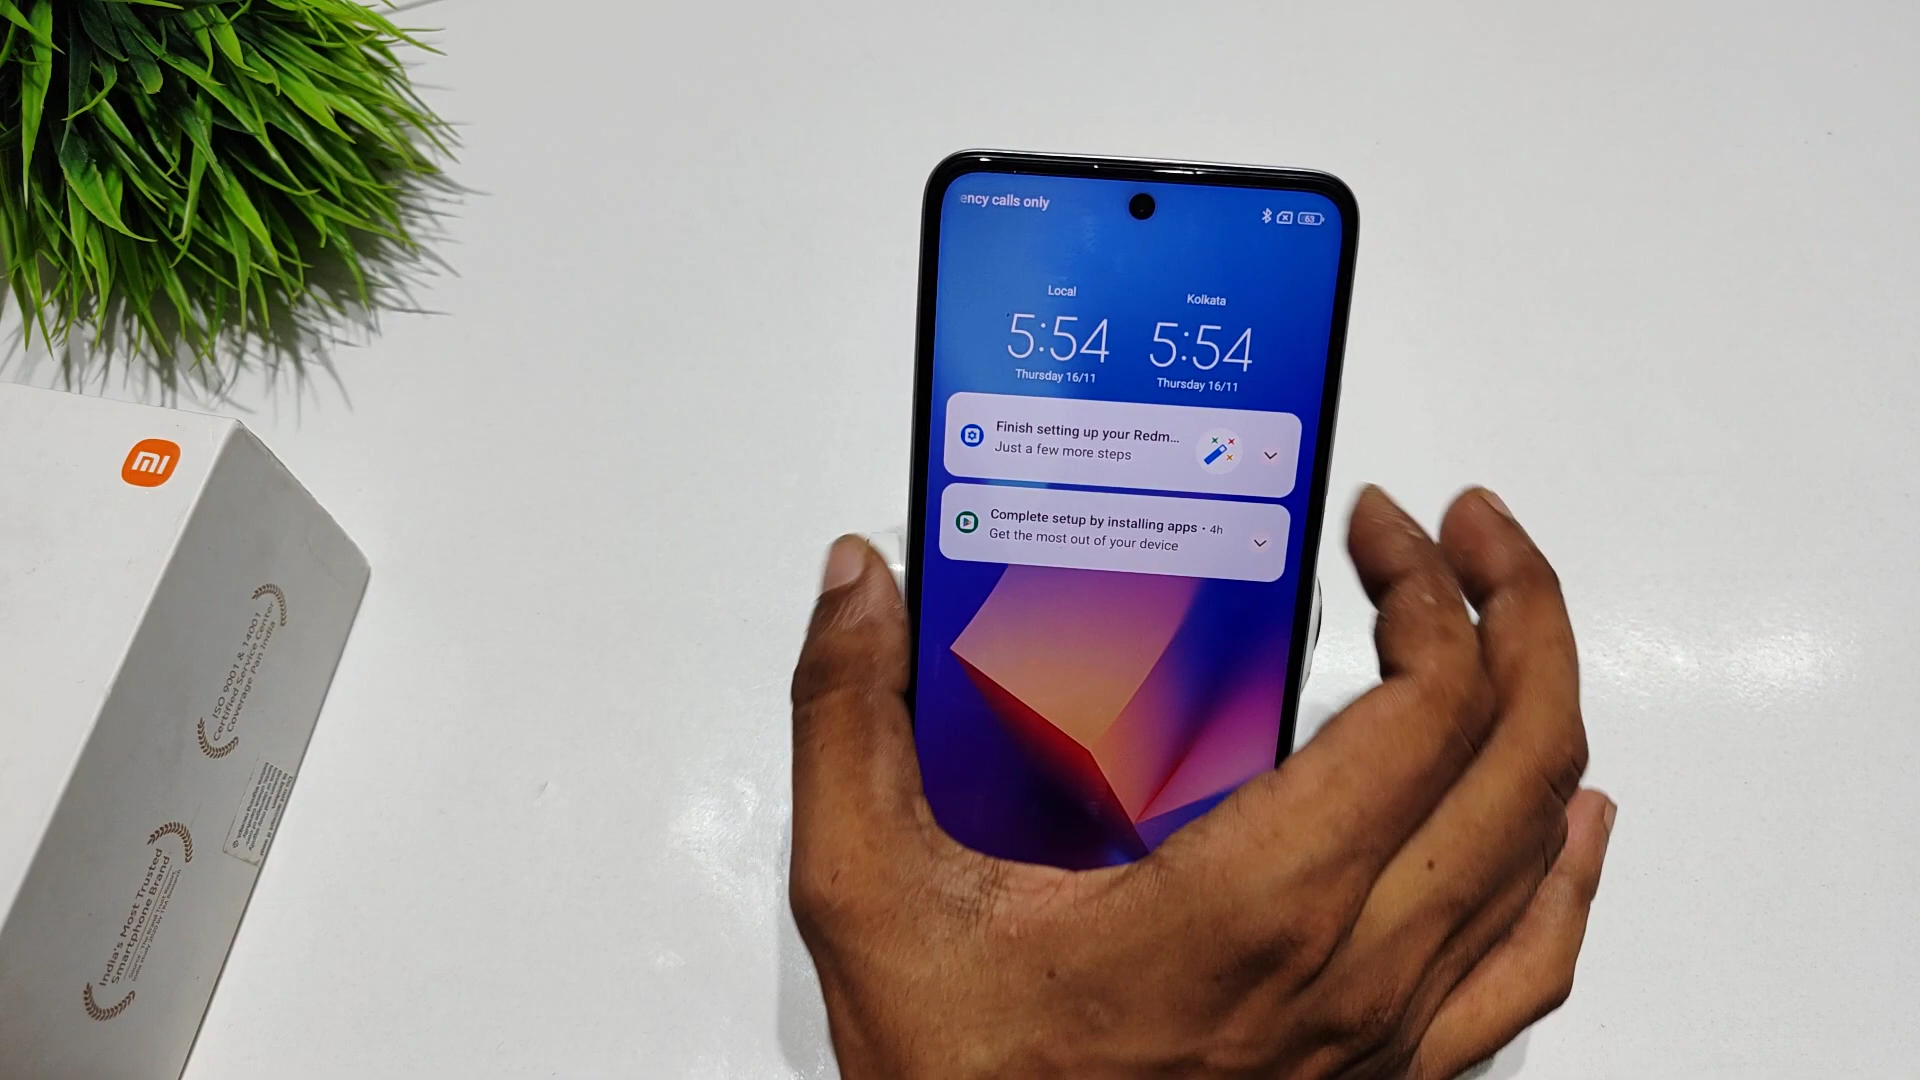 ency calls only
63
Local
5:54
Thursday 16/11
Kolkata
5:54
Thursday 16/11
Finish setting up your Redm...
Just a few more steps
Complete setup by installing apps • 4h
Get the most out of your device
mi
ISO 9001 & 14001
Certified Service Center
Coverage Pan India
India's Most Trusted
Smartphone Brand